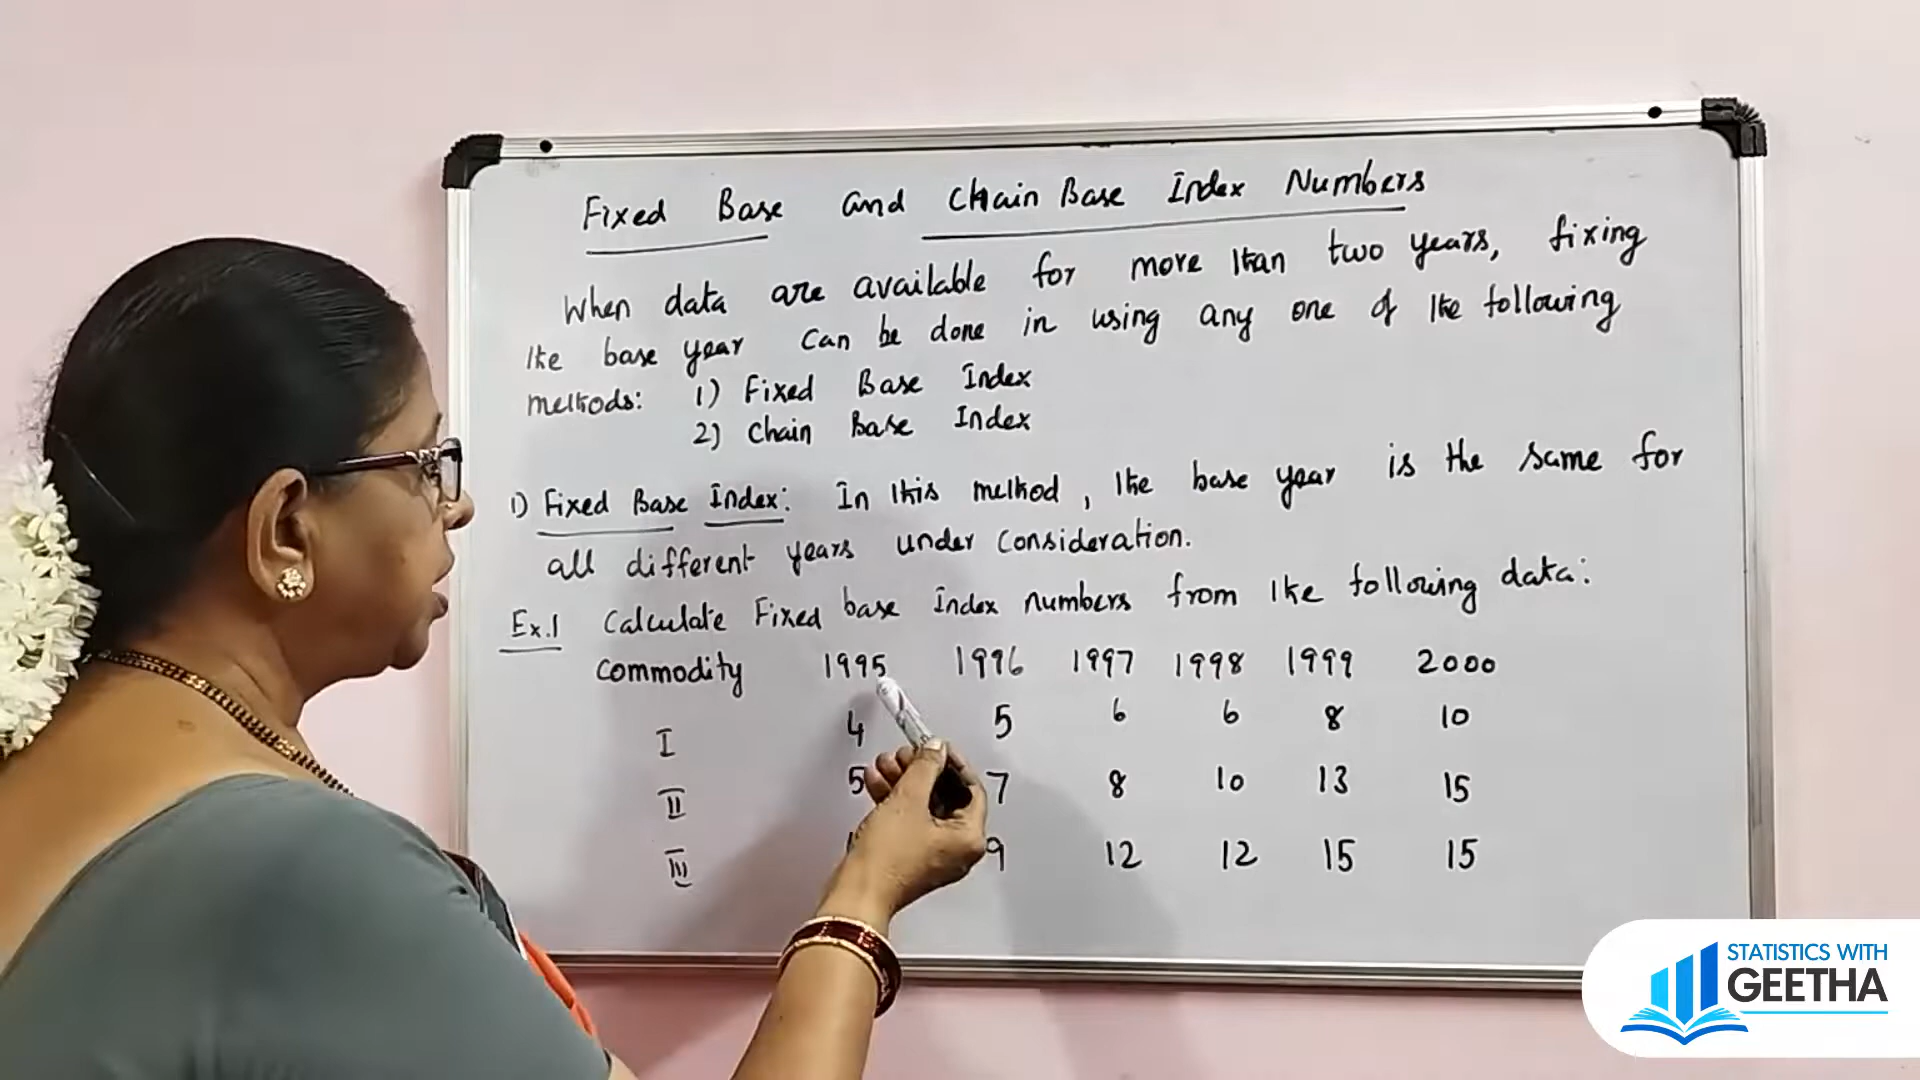 Fixed Base and Chain Base Index Numbers
When data are available for more than two years, fixing
the base year can be done in using any one of the following
methods: 1) Fixed Base Index
2) Chain Base Index
1) Fixed Base Index: In this method, the base year is the same for
all different years under consideration.
Ex.1 Calculate Fixed base Index numbers from the following data:
Commodity 1995 1996 1997 1998 1999 2000
I 4 5 6 6 8 10
II 5 7 8 10 13 15
III 9 12 12 15 15
STATISTICS WITH
GEETHA